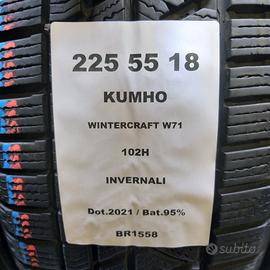 225 55 18
KUMHO
WINTERCRAFT W71
102H
INVERNALI
Dot.2021 / Bat.95%
BR1558
subito